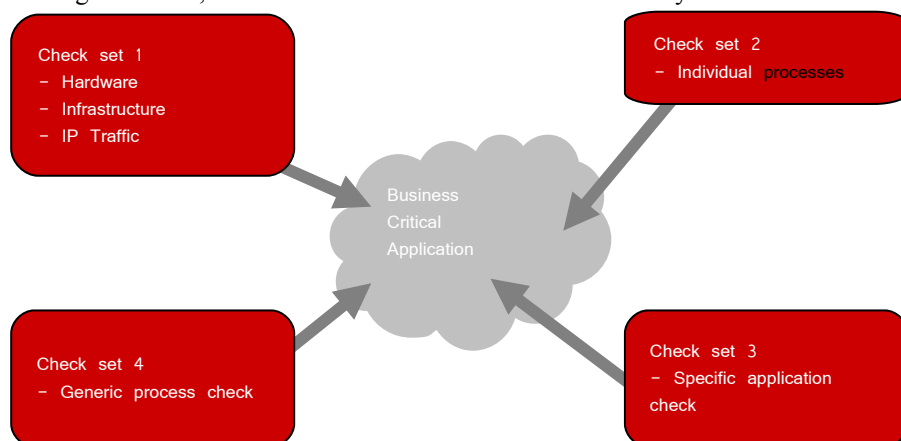 Check set 1
- Hardware
- Infrastructure
- IP Traffic
Check set 2
- Individual processes
Business
Critical
Application
Check set 4
- Generic process check
Check set 3
- Specific application
check